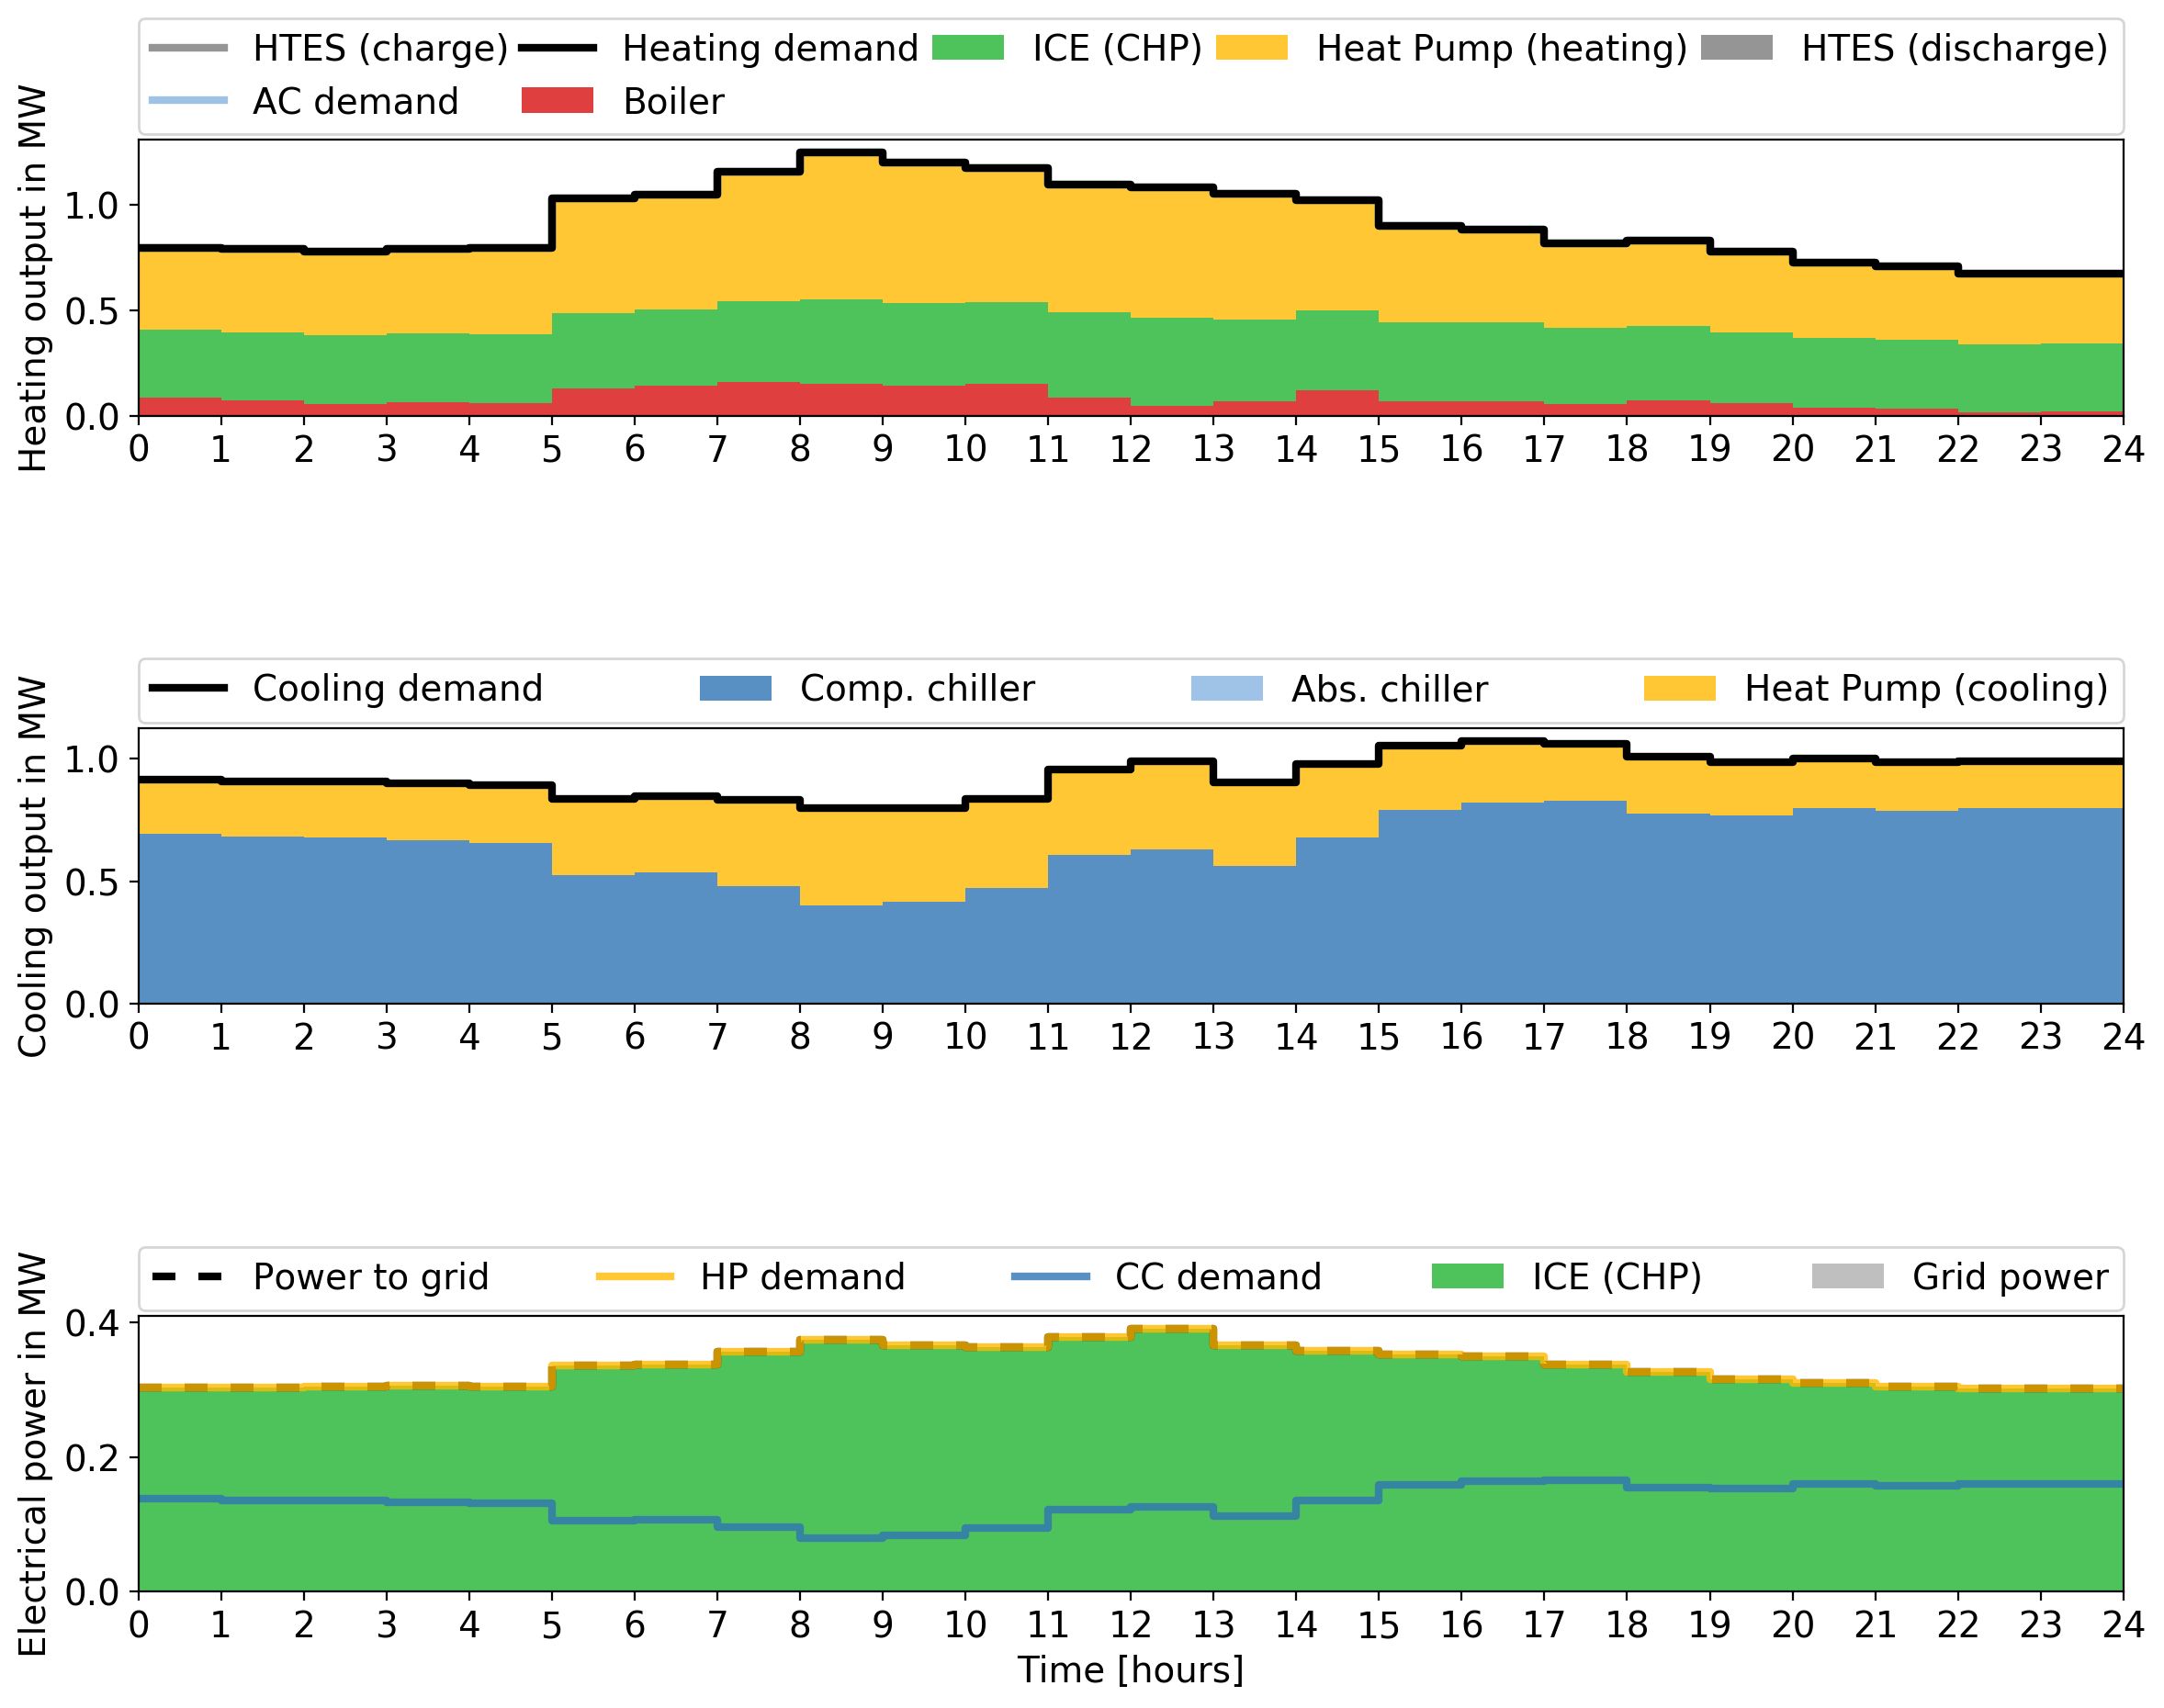 HTES (charge) Heating demand ICE (CHP) Heat Pump (heating) HTES (discharge)
AC demand Boiler
Heating output in MW
1.0
0.5
0.0
0 1 2 3 4 5 6 7 8 9 10 11 12 13 14 15 16 17 18 19 20 21 22 23 24
Cooling demand Comp. chiller Abs. chiller Heat Pump (cooling)
Cooling output in MW
1.0
0.5
0.0
0 1 2 3 4 5 6 7 8 9 10 11 12 13 14 15 16 17 18 19 20 21 22 23 24
Power to grid HP demand CC demand ICE (CHP) Grid power
Electrical power in MW
0.4
0.2
0.0
0 1 2 3 4 5 6 7 8 9 10 11 12 13 14 15 16 17 18 19 20 21 22 23 24
Time [hours]